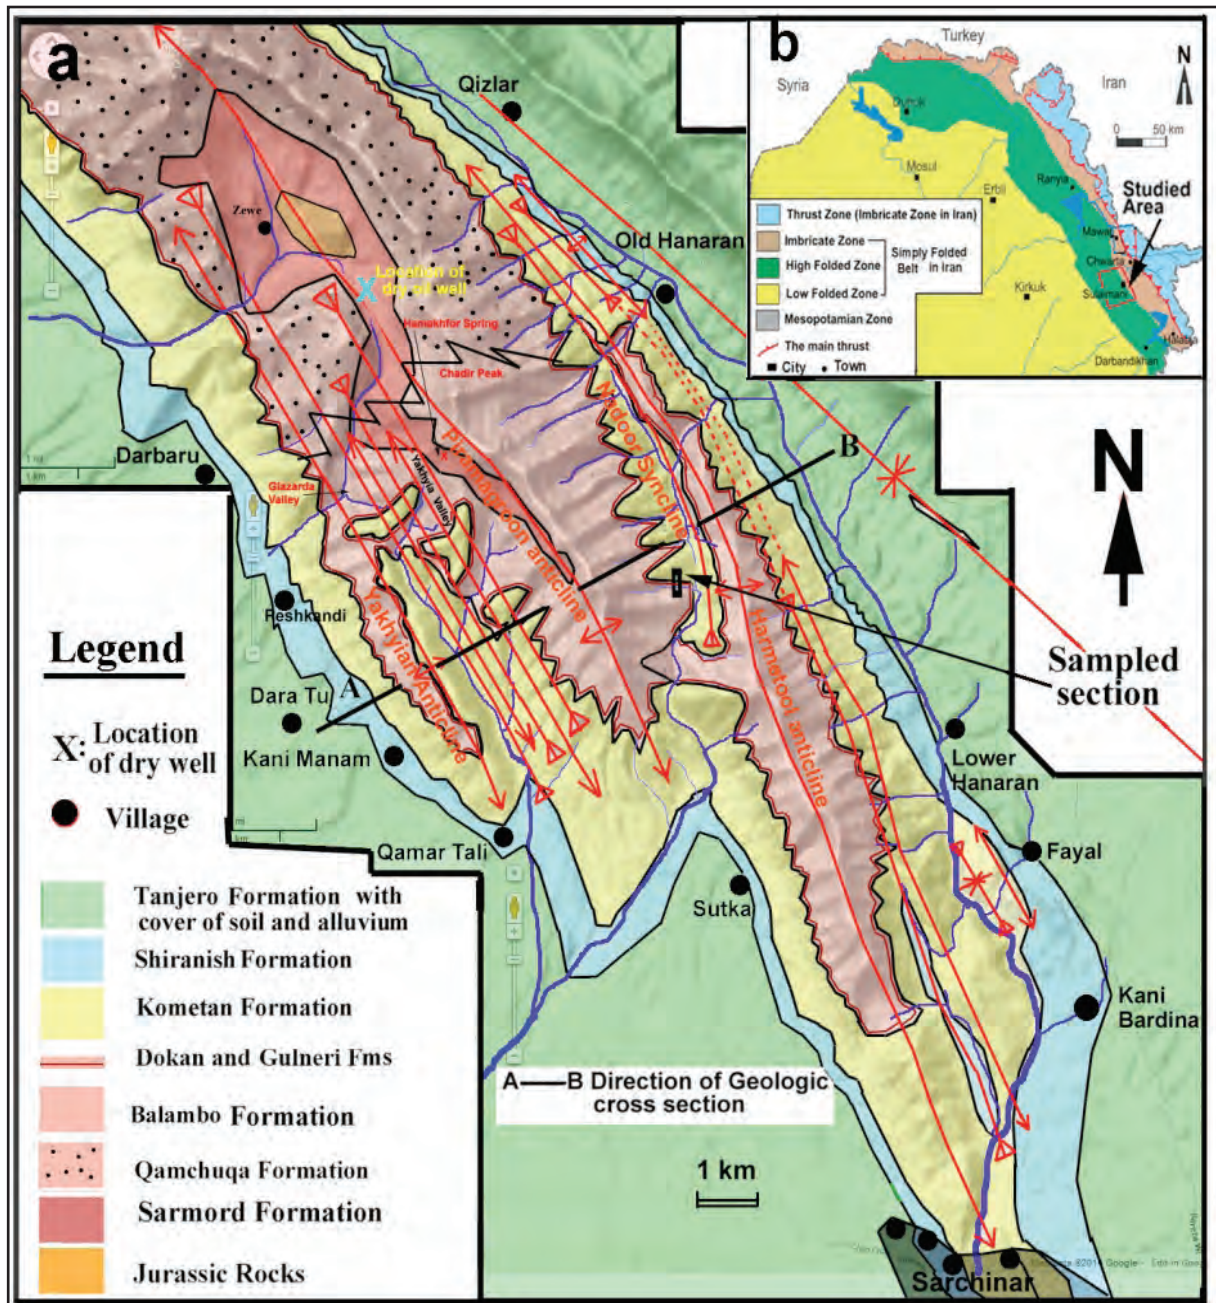 a
Qizlar
Old Hanaran
Zewe
Location of
dry oil well
X
Hamakhfor Spring
Chadir Peak
Darbaru
Glazarda
Valley
Yakhyia Valley
Piramagroon anticline
Nadoor Syncline
B
Peshkandi
Yakhyian Anticline
Harmatool anticline
A
Dara Tu
Kani Manam
Qamar Tali
Sampled
section
Lower
Hanaran
Fayal
Sutka
Kani
Bardina
Sarchinar
N
A — B Direction of Geologic
cross section
1 km
Legend
X: Location
of dry well
Village
Tanjero Formation with
cover of soil and alluvium
Shiranish Formation
Kometan Formation
Dokan and Gulneri Fms
Balambo Formation
Qamchuqa Formation
Sarmord Formation
Jurassic Rocks
b
Turkey
Syria
Iran
N
0 50 km
Duhok
Mosul
Erbil
Ranyia
Mawat
Chwarta
Sulaimani
Kirkuk
Halabja
Darbandikhan
Studied
Area
Thrust Zone (Imbricate Zone in Iran)
Imbricate Zone
High Folded Zone
Low Folded Zone
Simply Folded
Belt in Iran
Mesopotamian Zone
The main thrust
City Town